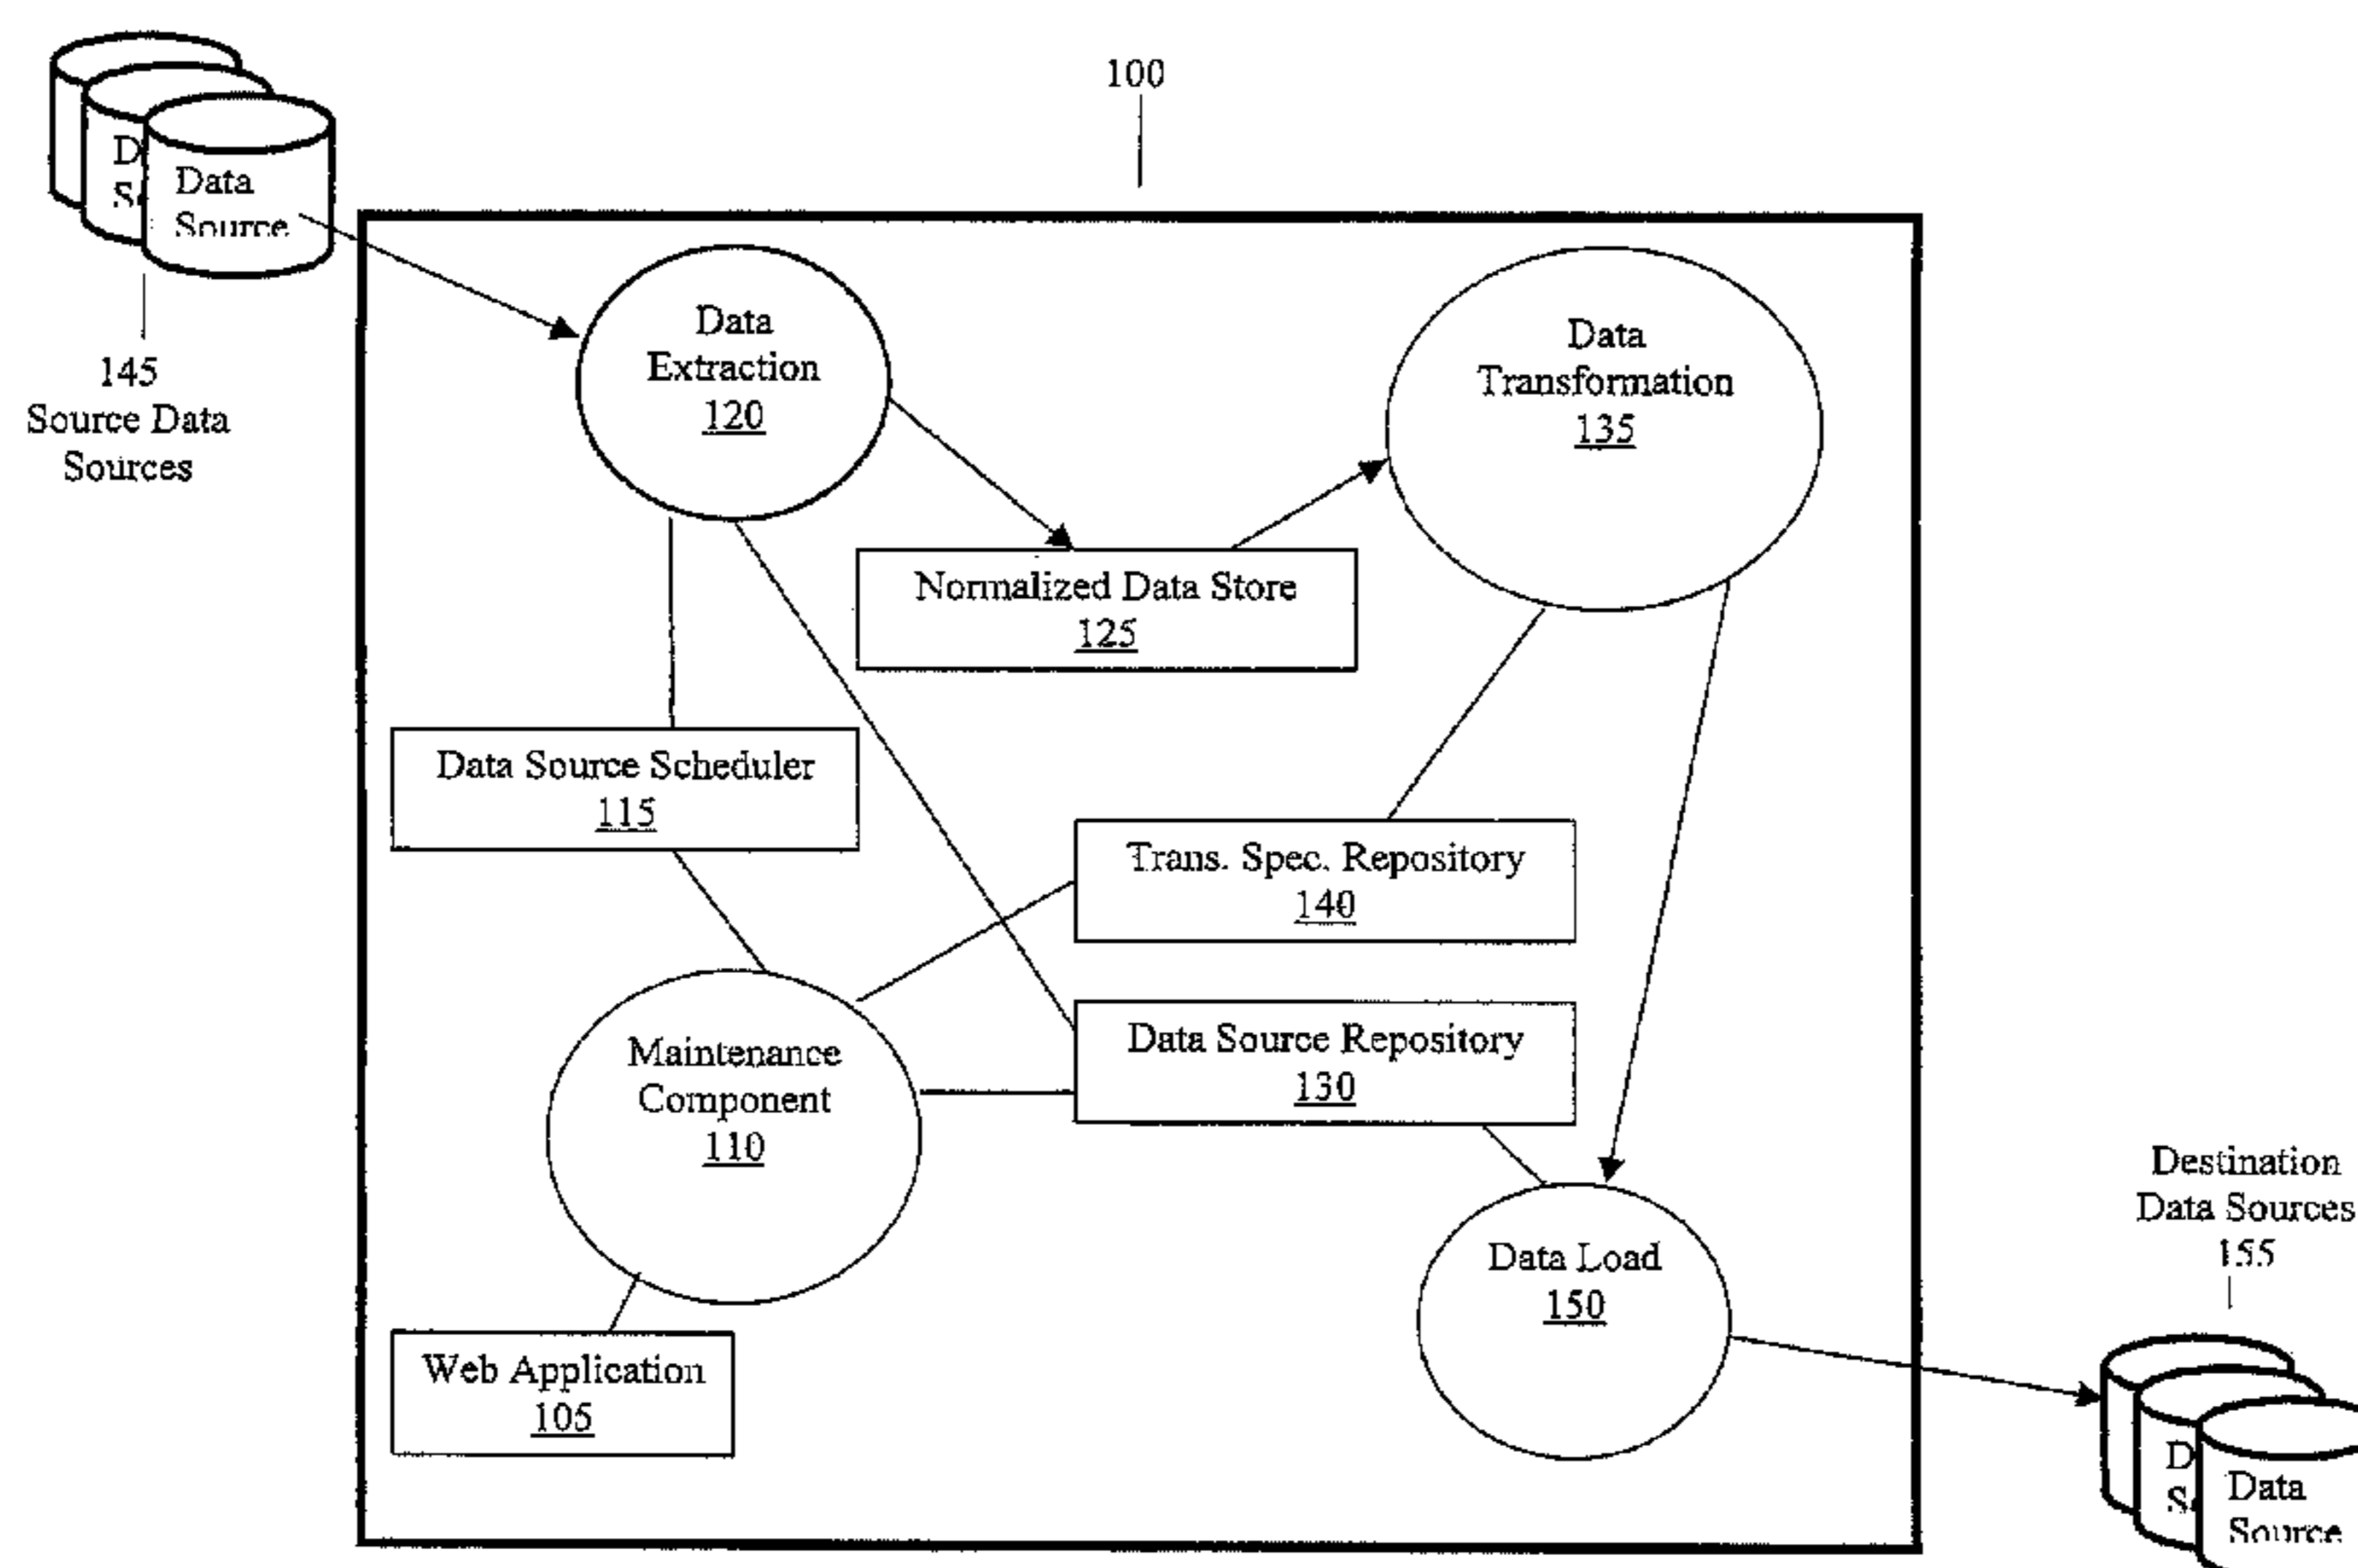 100
D
S
Data
Source
145
Source Data
Sources
Data
Extraction
120
Data
Transformation
135
Normalized Data Store
125
Data Source Scheduler
115
Trans. Spec. Repository
140
Maintenance
Component
110
Data Source Repository
130
Web Application
105
Data Load
150
Destination
Data Sources
155
D
S
Data
Source